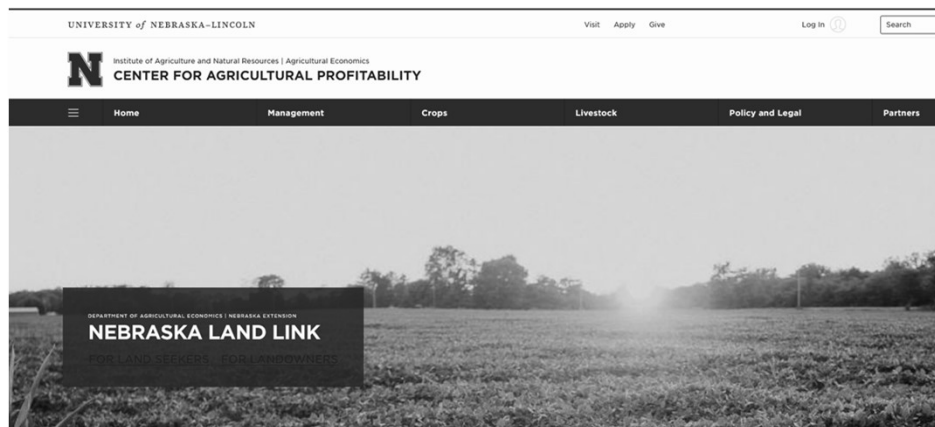 UNIVERSITY of NEBRASKA–LINCOLN Visit Apply Give Log In Search
N
Institute of Agriculture and Natural Resources | Agricultural Economics
CENTER FOR AGRICULTURAL PROFITABILITY
Home Management Crops Livestock Policy and Legal Partners
DEPARTMENT OF AGRICULTURAL ECONOMICS | NEBRASKA EXTENSION
NEBRASKA LAND LINK
FOR LAND SEEKERS FOR LANDOWNERS